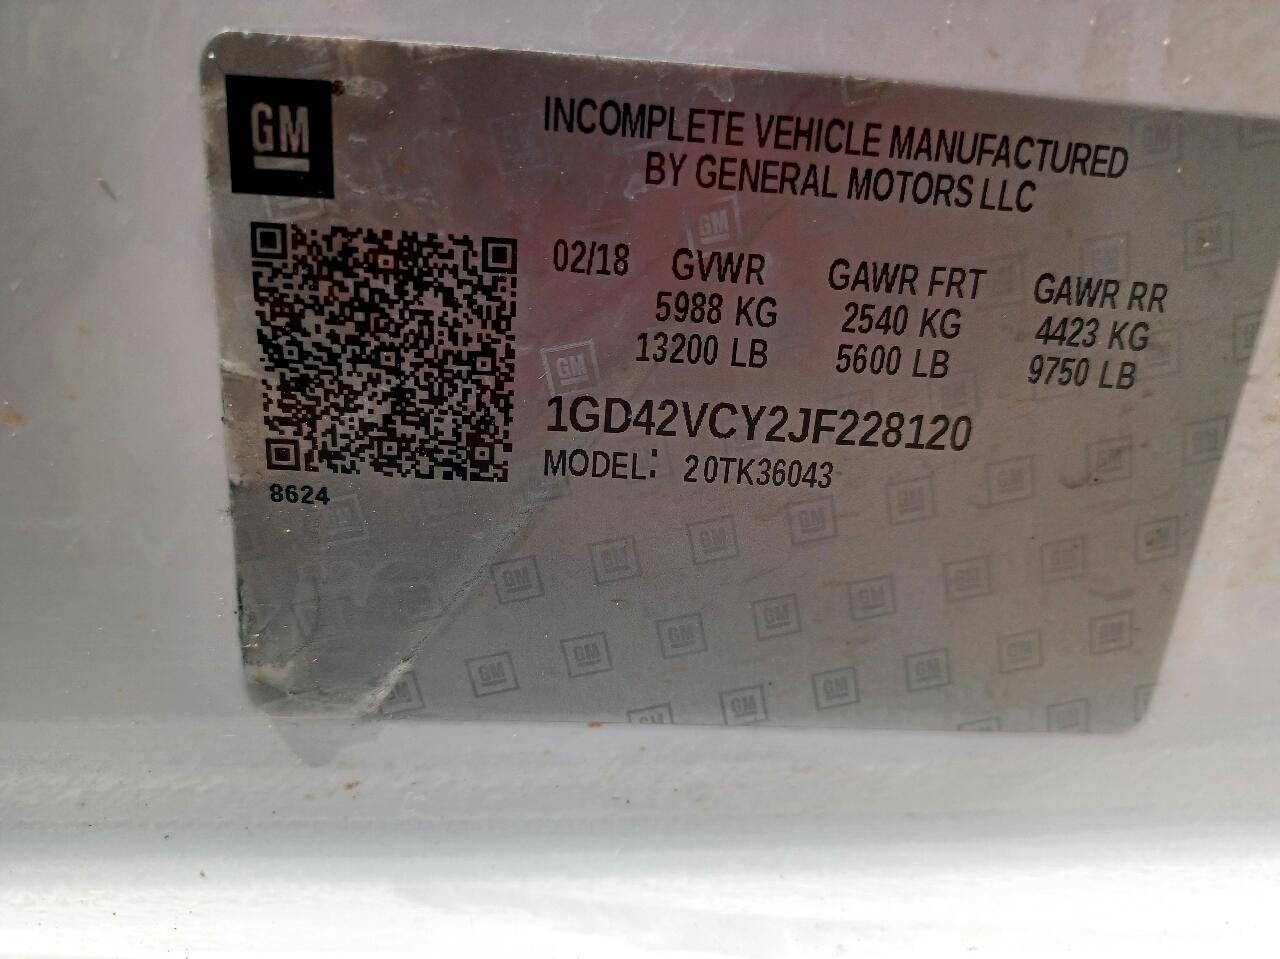 GM
INCOMPLETE VEHICLE MANUFACTURED
BY GENERAL MOTORS LLC
02/18 GVWR GAWR FRT GAWR RR
5988 KG 2540 KG 4423 KG
13200 LB 5600 LB 9750 LB
1GD42VCY2JF228120
MODEL: 20TK36043
8624